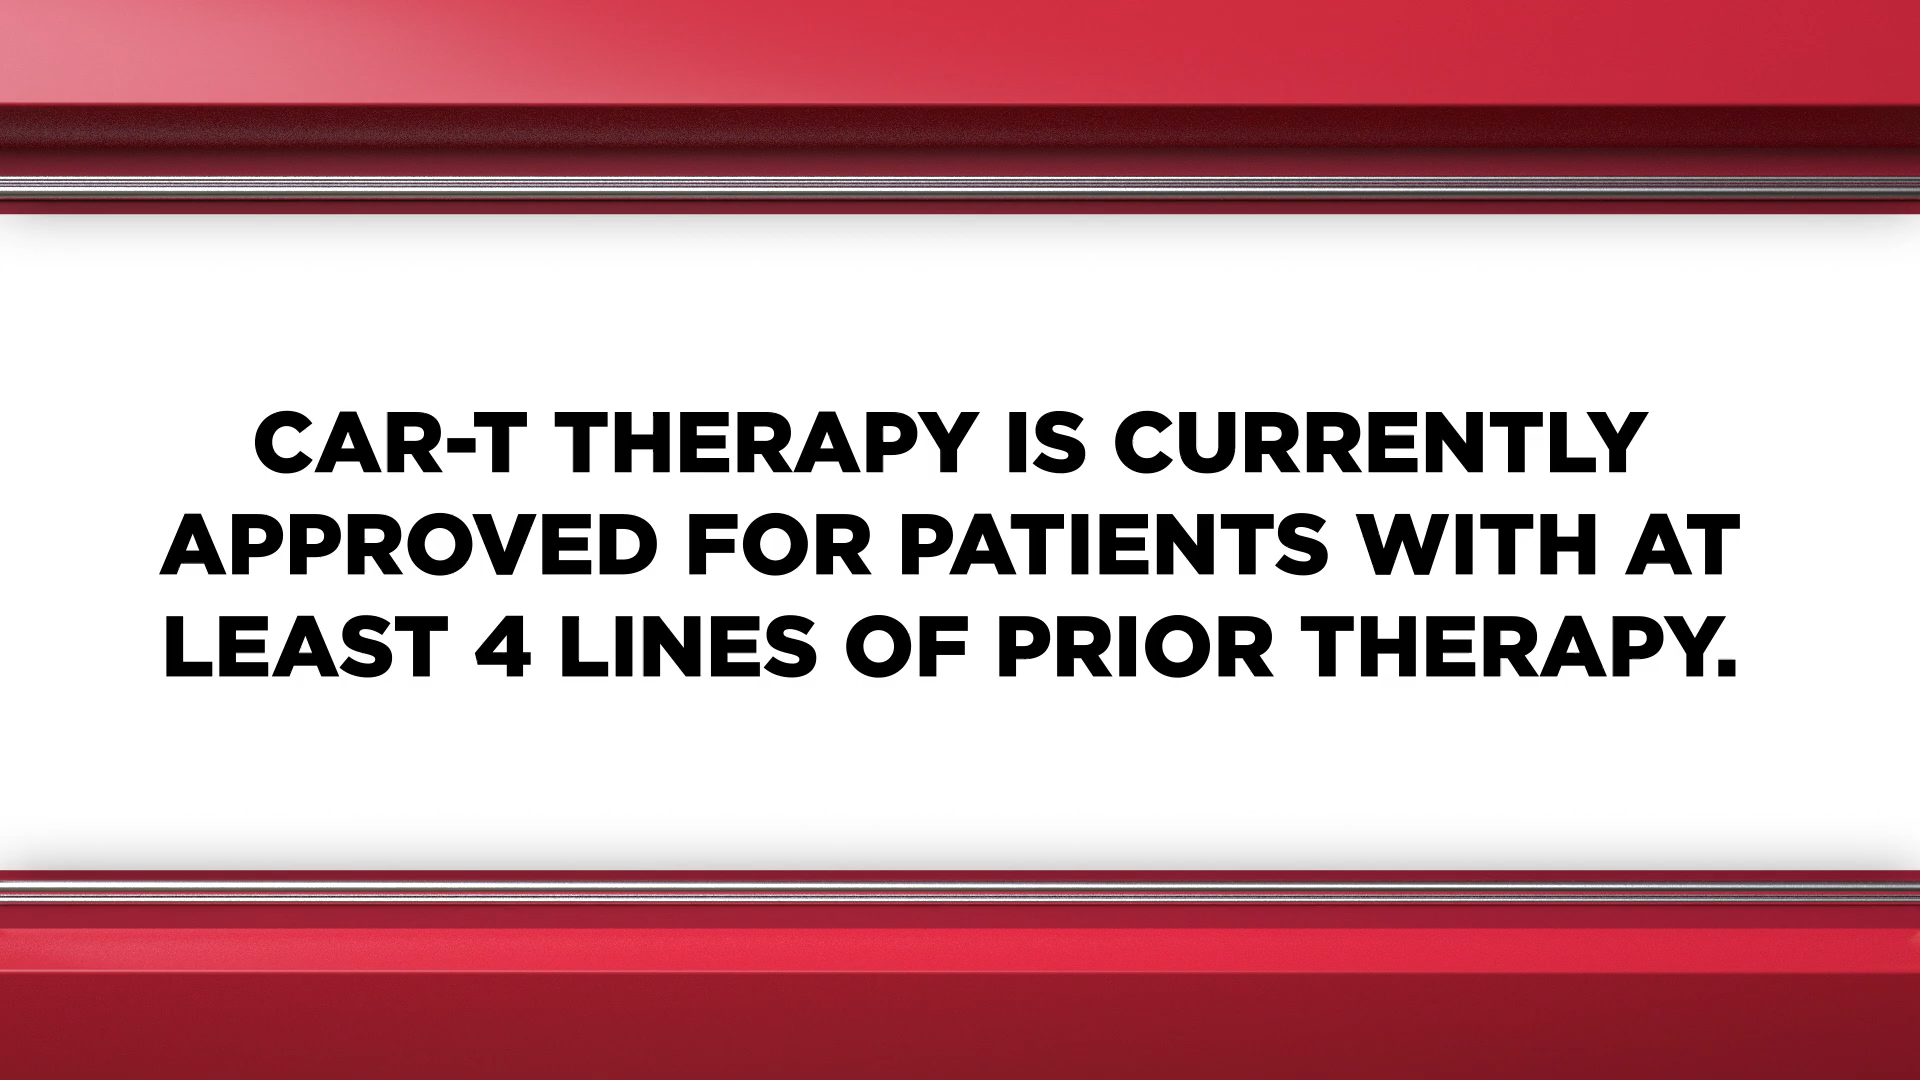 CAR-T THERAPY IS CURRENTLY
APPROVED FOR PATIENTS WITH AT
LEAST 4 LINES OF PRIOR THERAPY.